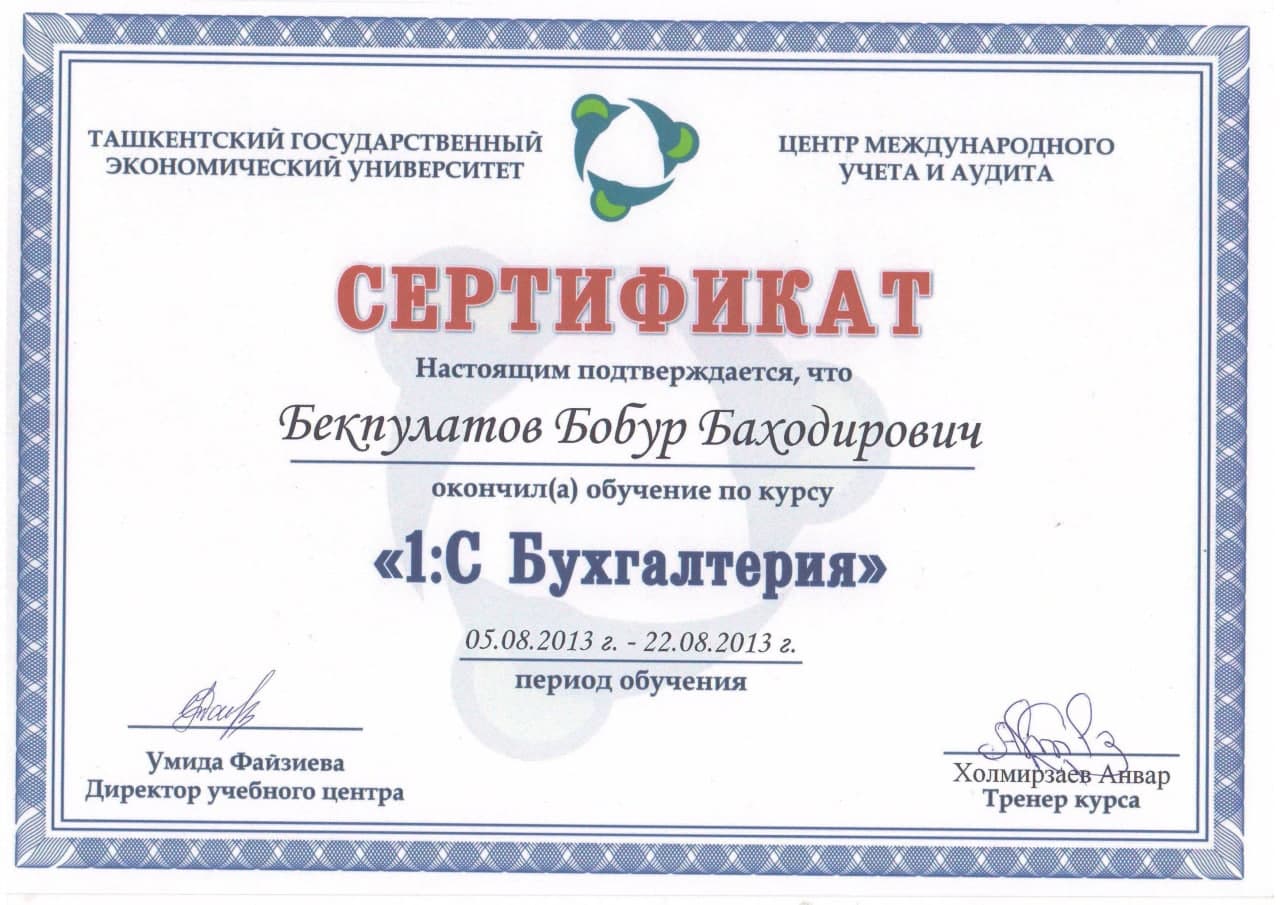 ТАШКЕНТСКИЙ ГОСУДАРСТВЕННЫЙ
ЭКОНОМИЧЕСКИЙ УНИВЕРСИТЕТ
ЦЕНТР МЕЖДУНАРОДНОГО
УЧЕТА И АУДИТА
СЕРТИФИКАТ
Настоящим подтверждается, что
Бекпулатов Бобур Баходирович
окончил(а) обучение по курсу
«1:С Бухгалтерия»
05.08.2013 г. - 22.08.2013 г.
период обучения
Умида Файзиева
Директор учебного центра
Холмирзаев Анвар
Тренер курса